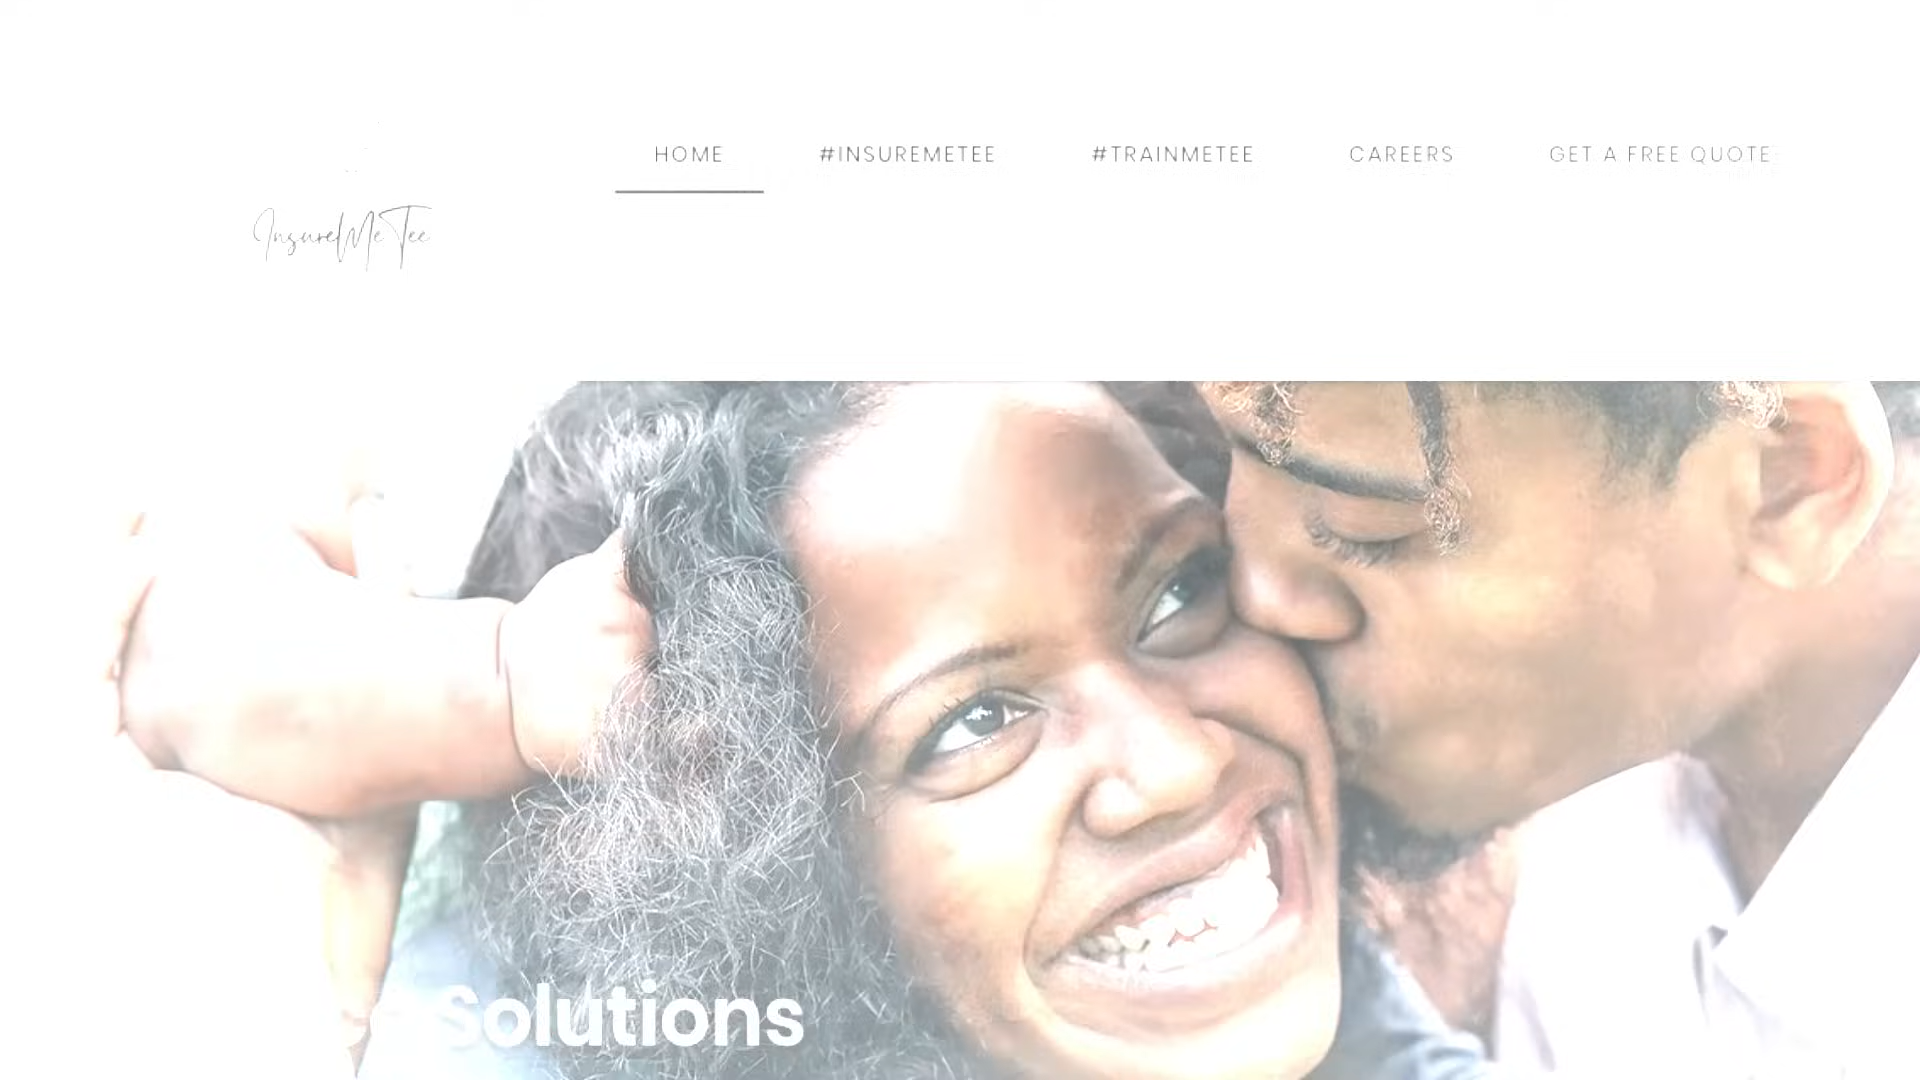 HOME #INSUREMETEE #TRAINMETEE CAREERS GET A FREE QUOTE
InsureMeTee
Solutions